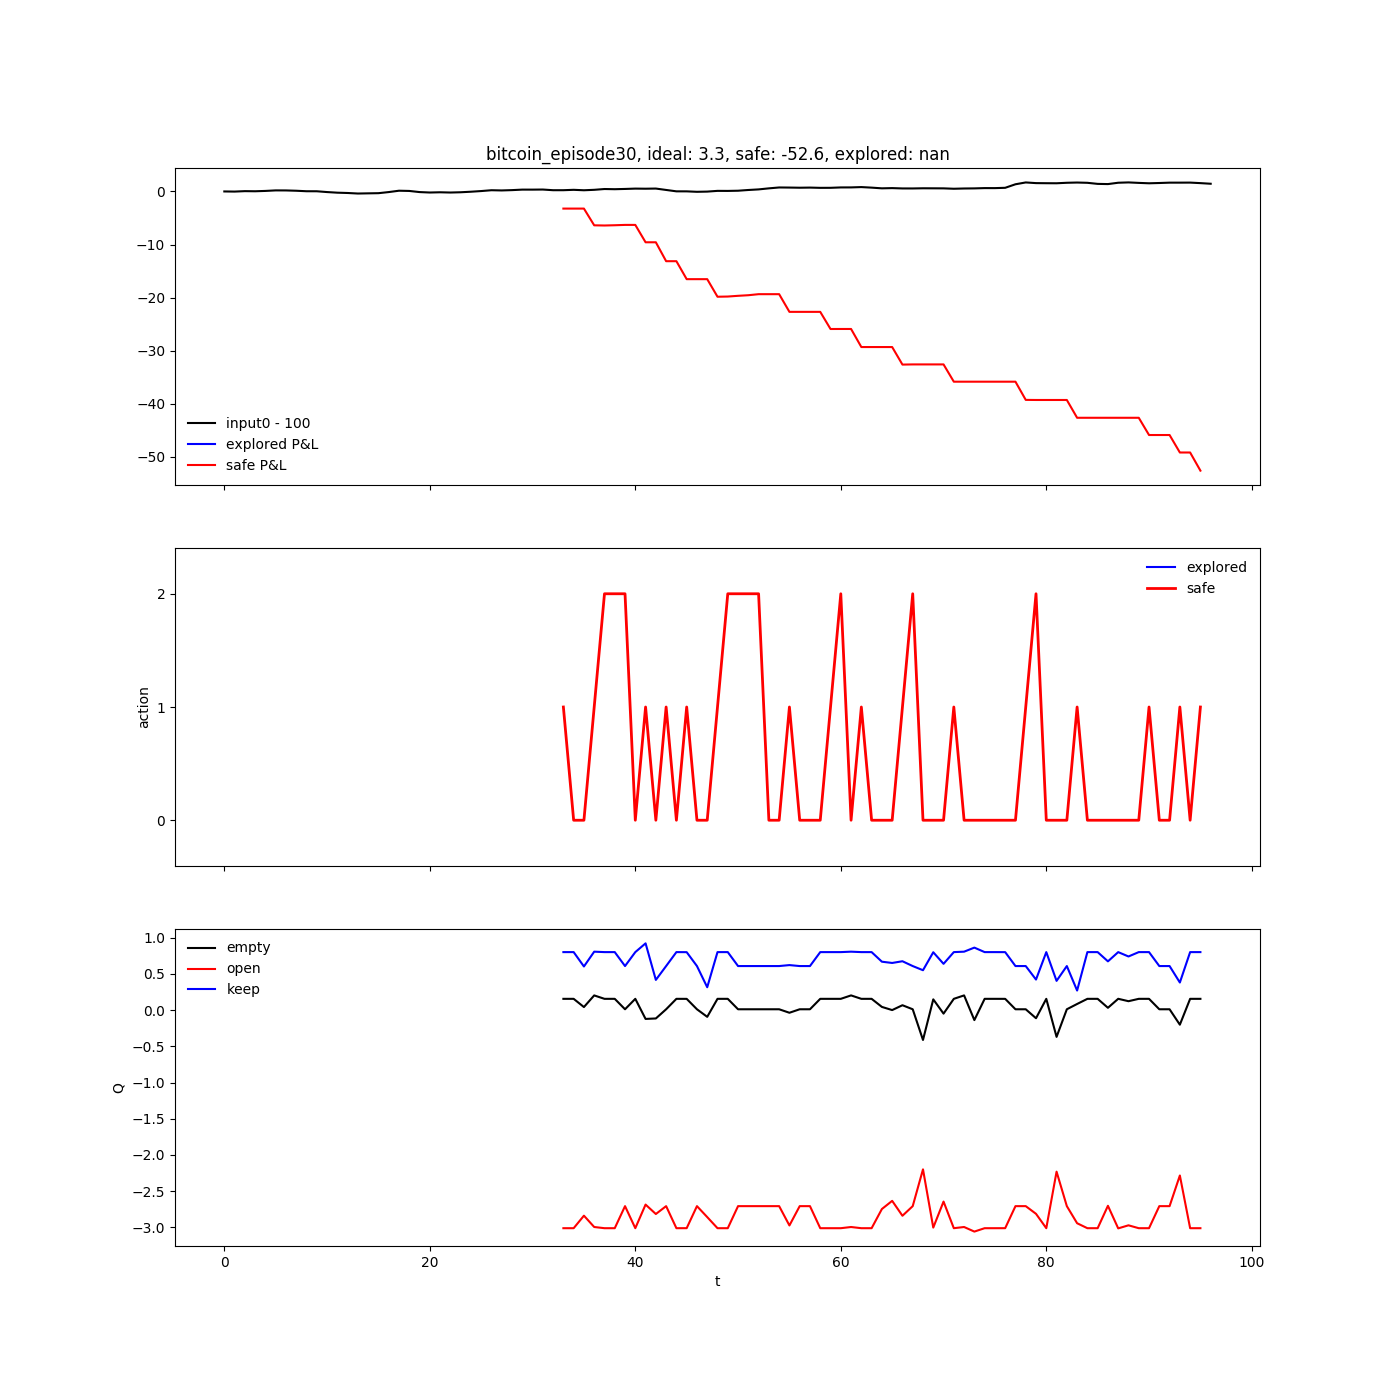 bitcoin_episode30, ideal: 3.3, safe: -52.6, explored: nan
0
−10
−20
−30
−40
−50
input0 - 100
explored P&L
safe P&L
2
1
0
action
explored
safe
1.0
0.5
0.0
−0.5
−1.0
−1.5
−2.0
−2.5
−3.0
Q
empty
open
keep
0 20 40 60 80 100
t